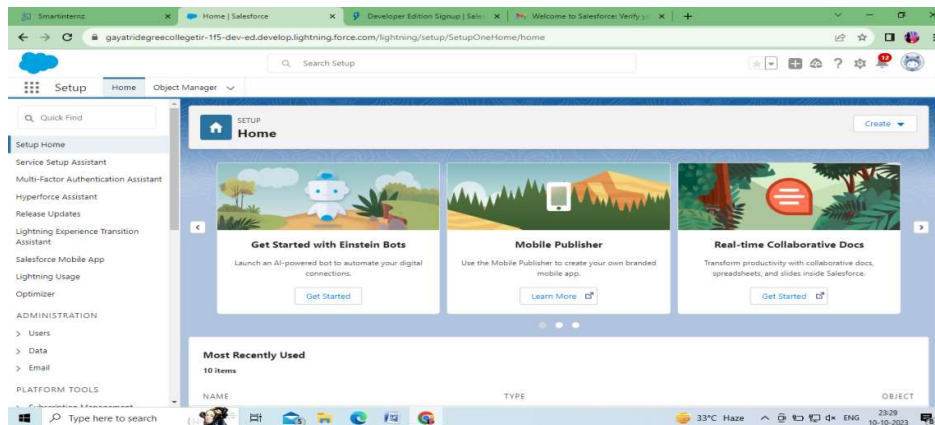 Smartinternz
Home | Salesforce
Developer Edition Signup | Sale
Welcome to Salesforce: Verify y
gayatridegreecollegetir-1f5-dev-ed.develop.lightning.force.com/lightning/setup/SetupOneHome/home
Search Setup
12
Setup
Home
Object Manager
Quick Find
Setup Home
Service Setup Assistant
Multi-Factor Authentication Assistant
Hyperforce Assistant
Release Updates
Lightning Experience Transition
Assistant
Salesforce Mobile App
Lightning Usage
Optimizer
ADMINISTRATION
> Users
> Data
> Email
PLATFORM TOOLS
SETUP
Home
Create
Get Started with Einstein Bots
Launch an AI-powered bot to automate your digital
connections.
Get Started
Mobile Publisher
Use the Mobile Publisher to create your own branded
mobile app.
Learn More
Real-time Collaborative Docs
Transform productivity with collaborative docs,
spreadsheets, and slides inside Salesforce.
Get Started
Most Recently Used
10 items
NAME
TYPE
OBJECT
Type here to search
33°C Haze
ENG
23:29
10-10-2023